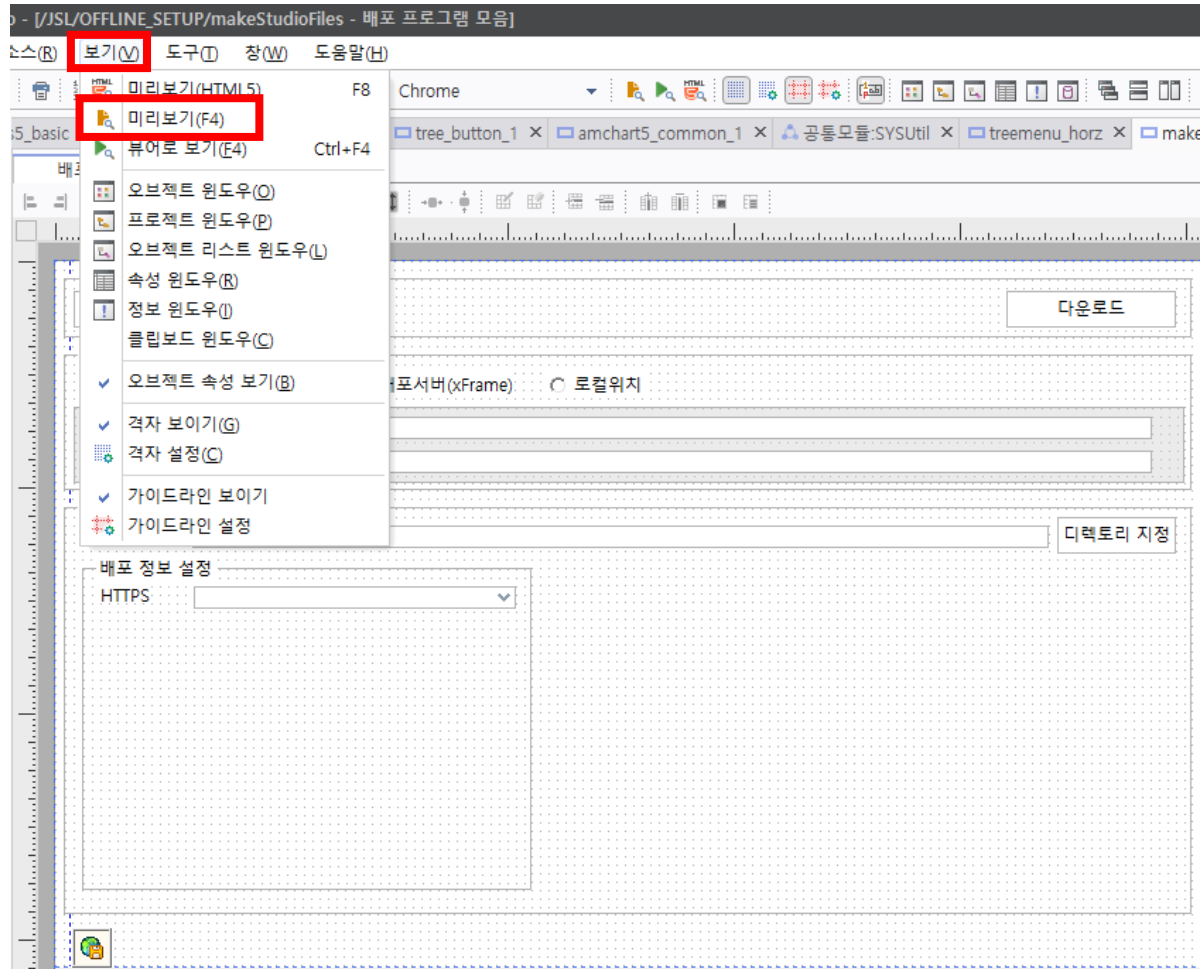 - [/JSL/OFFLINE_SETUP/makeStudioFiles - 배포 프로그램 모음]
소스(R) 보기(V) 도구(T) 창(W) 도움말(H)
미리보기(HTML5) F8
Chrome
미리보기(F4)
s5_basic
tree_button_1
amchart5_common_1
공통모듈:SYSUtil
treemenu_horz
make
뷰어로 보기(F4) Ctrl+F4
오브젝트 윈도우(O)
프로젝트 윈도우(P)
오브젝트 리스트 윈도우(L)
속성 윈도우(R)
정보 윈도우(I)
다운로드
클립보드 윈도우(C)
오브젝트 속성 보기(B)
포서버(xFrame) 로컬위치
격자 보이기(G)
격자 설정(C)
가이드라인 보이기
가이드라인 설정
디렉토리 지정
배포 정보 설정
HTTPS